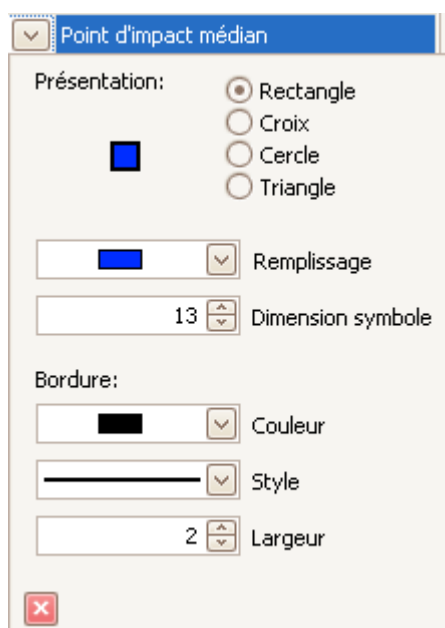 Point d'impact médian
Présentation:
Rectangle
Croix
Cercle
Triangle
Remplissage
13 Dimension symbole
Bordure:
Couleur
Style
2 Largeur